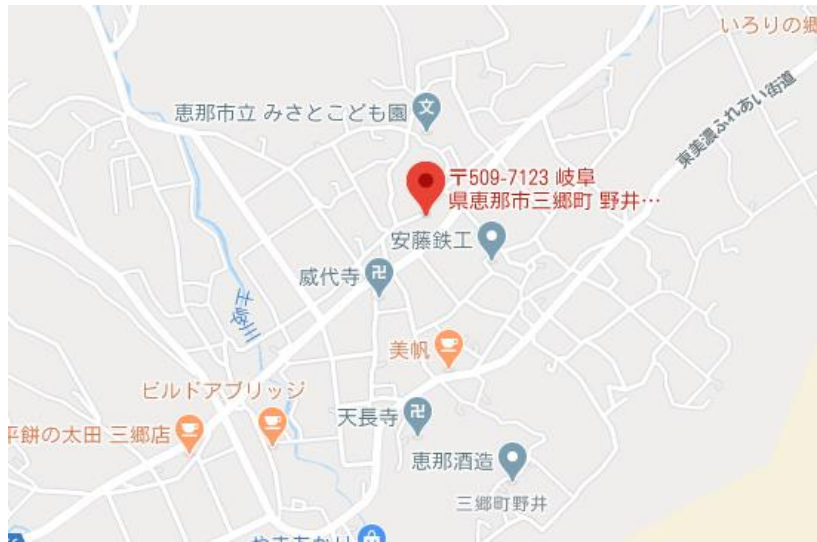 いろりの郷
東美濃ふれあい街道
恵那市立 みさとこども園
〒509-7123 岐阜
県恵那市三郷町 野井…
安藤鉄工
威代寺
土岐川
美帆
ビルドアブリッジ
天長寺
平餅の太田 三郷店
恵那酒造
三郷町野井